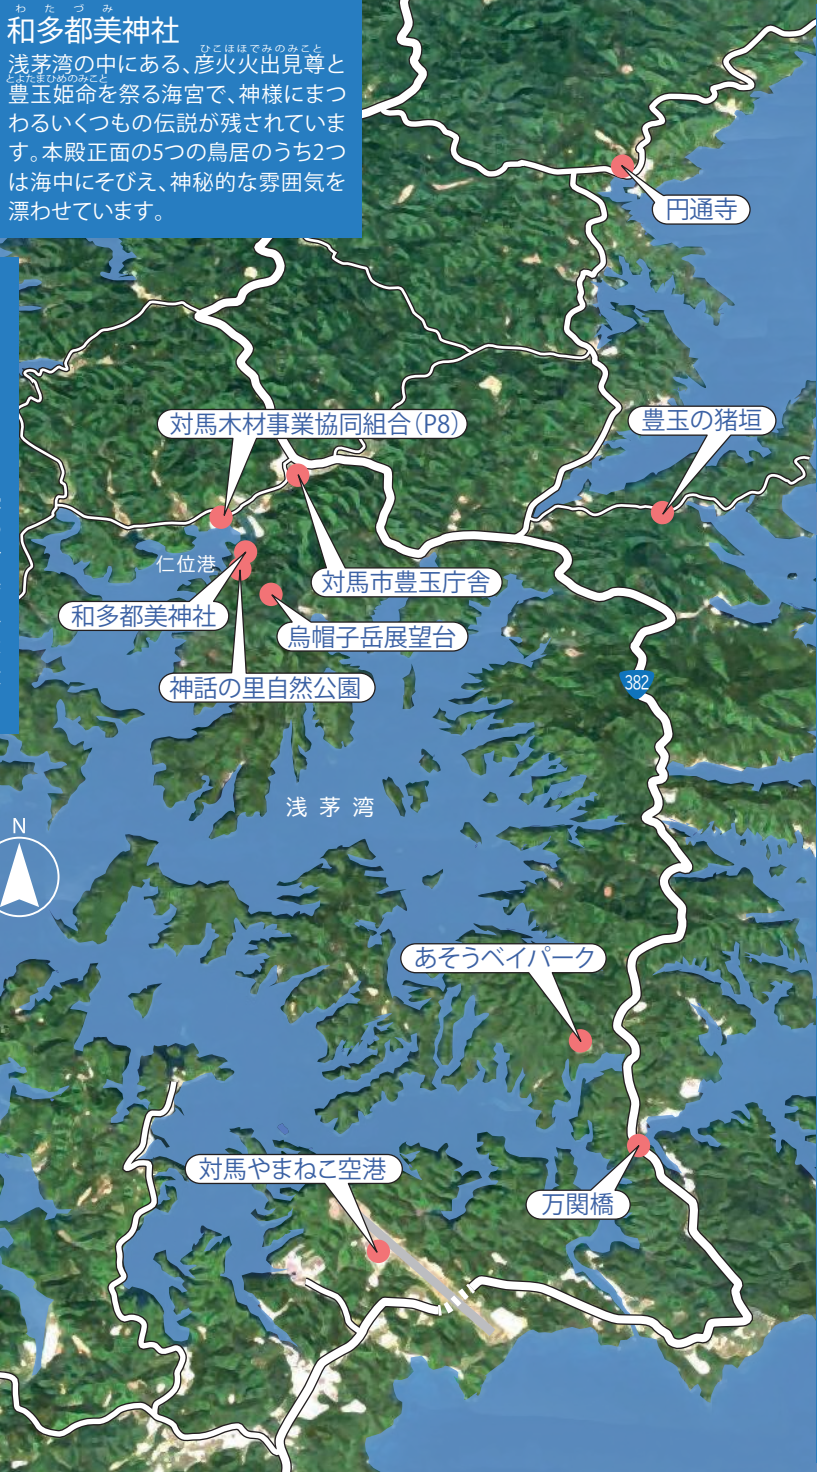 わたづみ
和多都美神社
ひこほほでみのみこと
浅茅湾の中にある、彦火火出見尊と
とよたまひめのみこと
豊玉姫命を祭る海宮で、神様にまつ
わるいくつもの伝説が残されていま
す。本殿正面の5つの鳥居のうち2つ
は海中にそびえ、神秘的な雰囲気を
漂わせています。
円通寺
対馬木材事業協同組合(P8)
豊玉の猪垣
仁位港
対馬市豊玉庁舎
和多都美神社
烏帽子岳展望台
神話の里自然公園
382
浅茅湾
N
あそうベイパーク
対馬やまねこ空港
万関橋